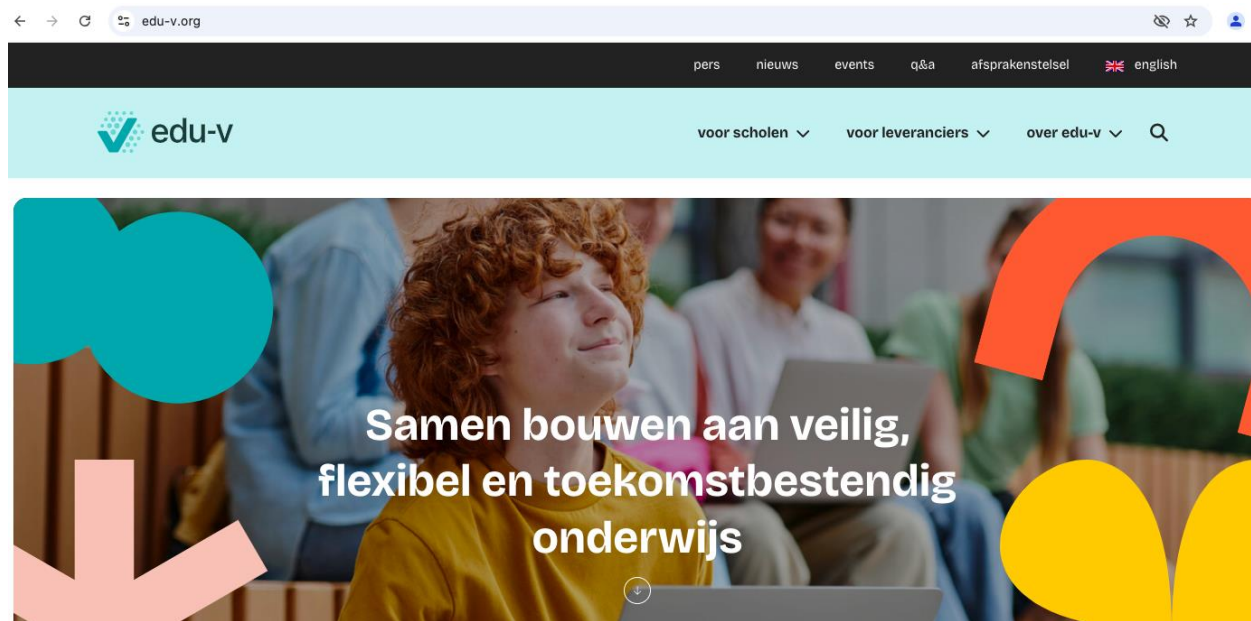 edu-v.org
pers nieuws events q&a afsprakenstelsel english
edu-v
voor scholen voor leveranciers over edu-v
Samen bouwen aan veilig,
flexibel en toekomstbestendig
onderwijs